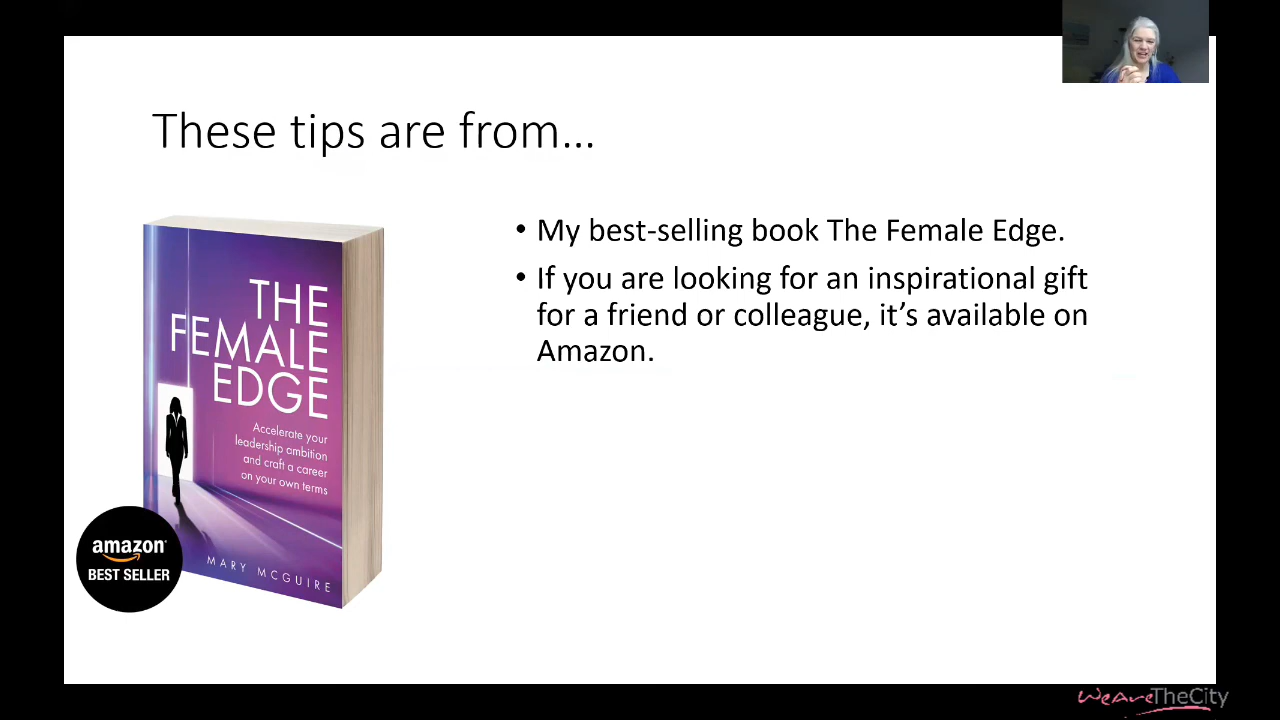 These tips are from...
• My best-selling book The Female Edge.
• If you are looking for an inspirational gift
for a friend or colleague, it’s available on
Amazon.
THE
FEMALE
EDGE
Accelerate your
leadership ambition
and craft a career
on your own terms
MARY MCGUIRE
amazon
BEST SELLER
WeAreTheCity